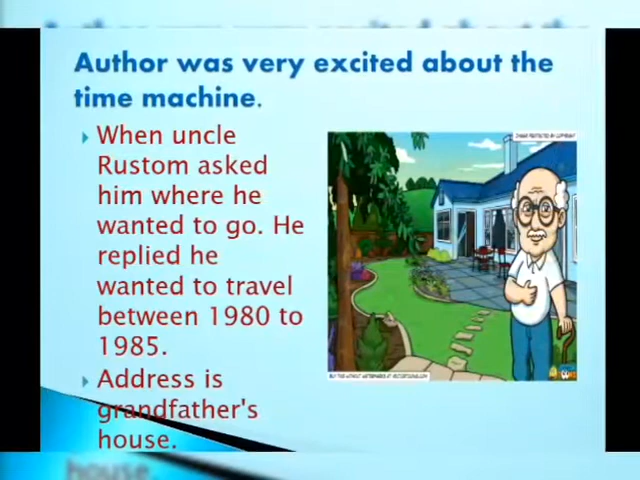 Author was very excited about the
time machine.
When uncle
Rustom asked
him where he
wanted to go. He
replied he
wanted to travel
between 1980 to
1985.
Address is
grandfather's
house.
house.